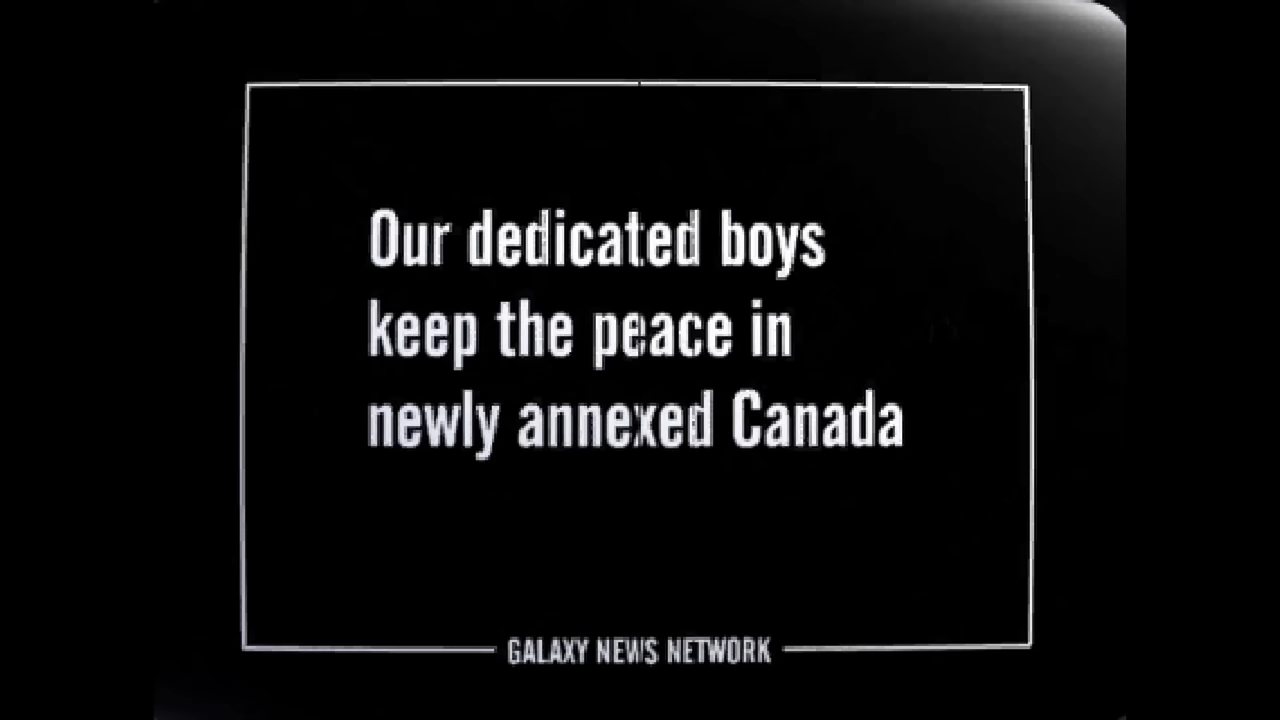 Our dedicated boys
keep the peace in
newly annexed Canada
GALAXY NEWS NETWORK